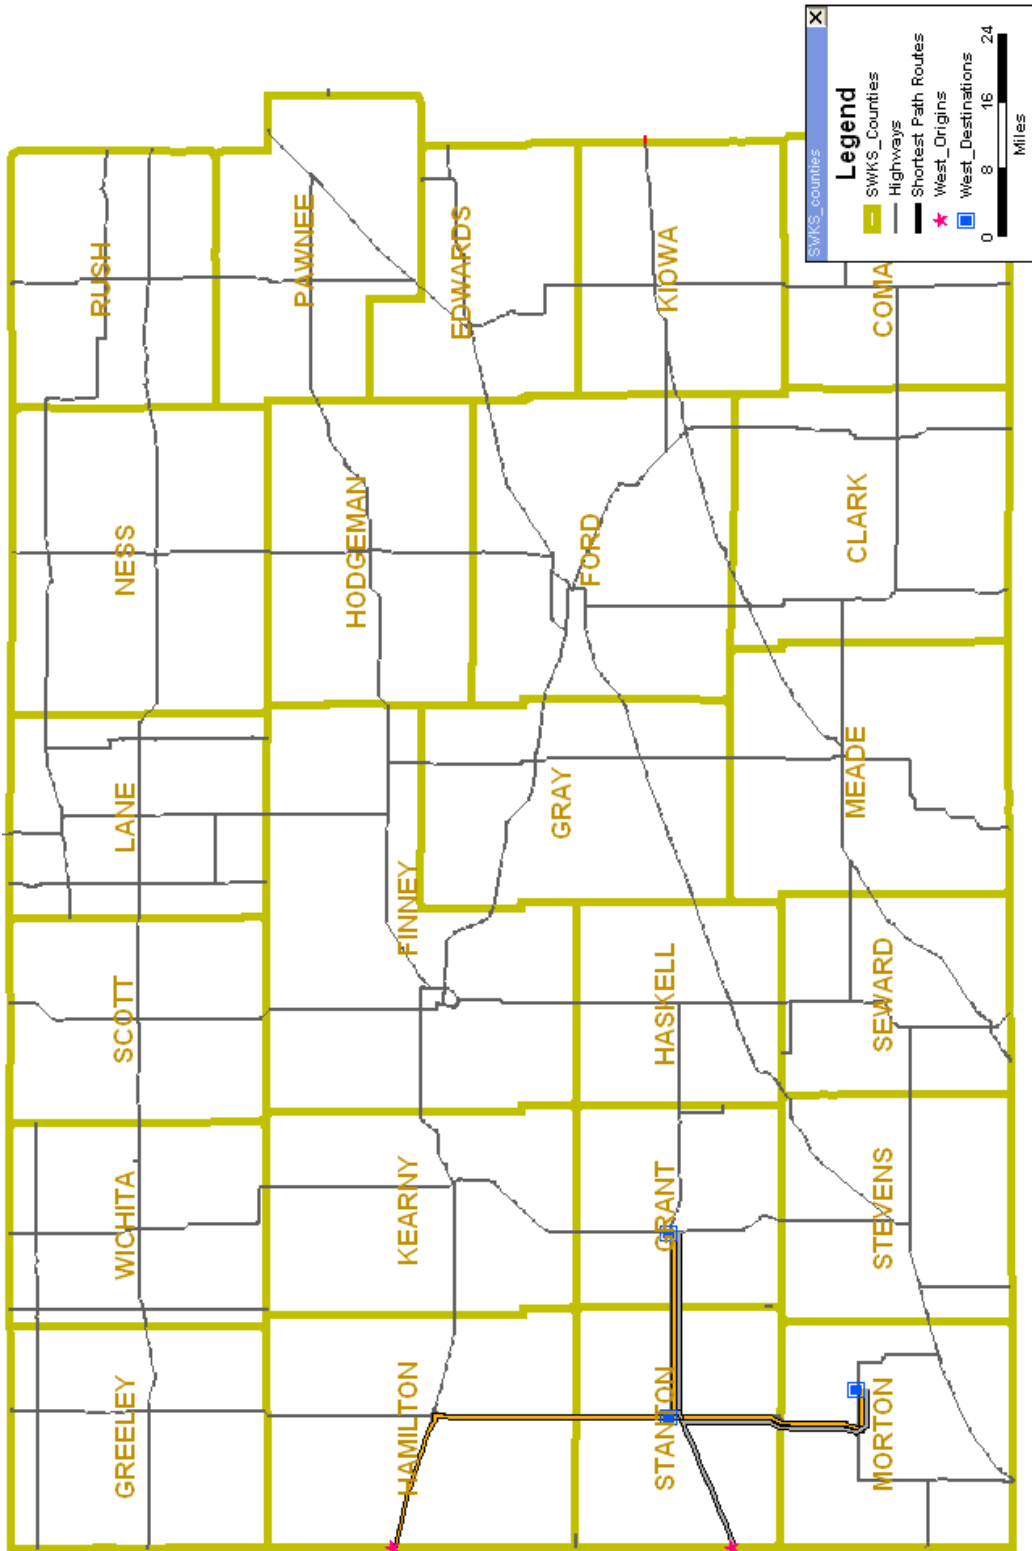 GREELEY
WICHITA
SCOTT
LANE
NESS
RUSH
HAMILTON
KEARNY
FINNEY
HODGEMAN
PAWNEE
GRAY
FORD
EDWARDS
STANTON
GRANT
HASKELL
KIOWA
MORTON
STEVENS
SEWARD
MEADE
CLARK
COMA
SWKS_counties
Legend
SWKS_Counties
Highways
Shortest Path Routes
West_Origins
West_Destinations
0 8 16 24
Miles